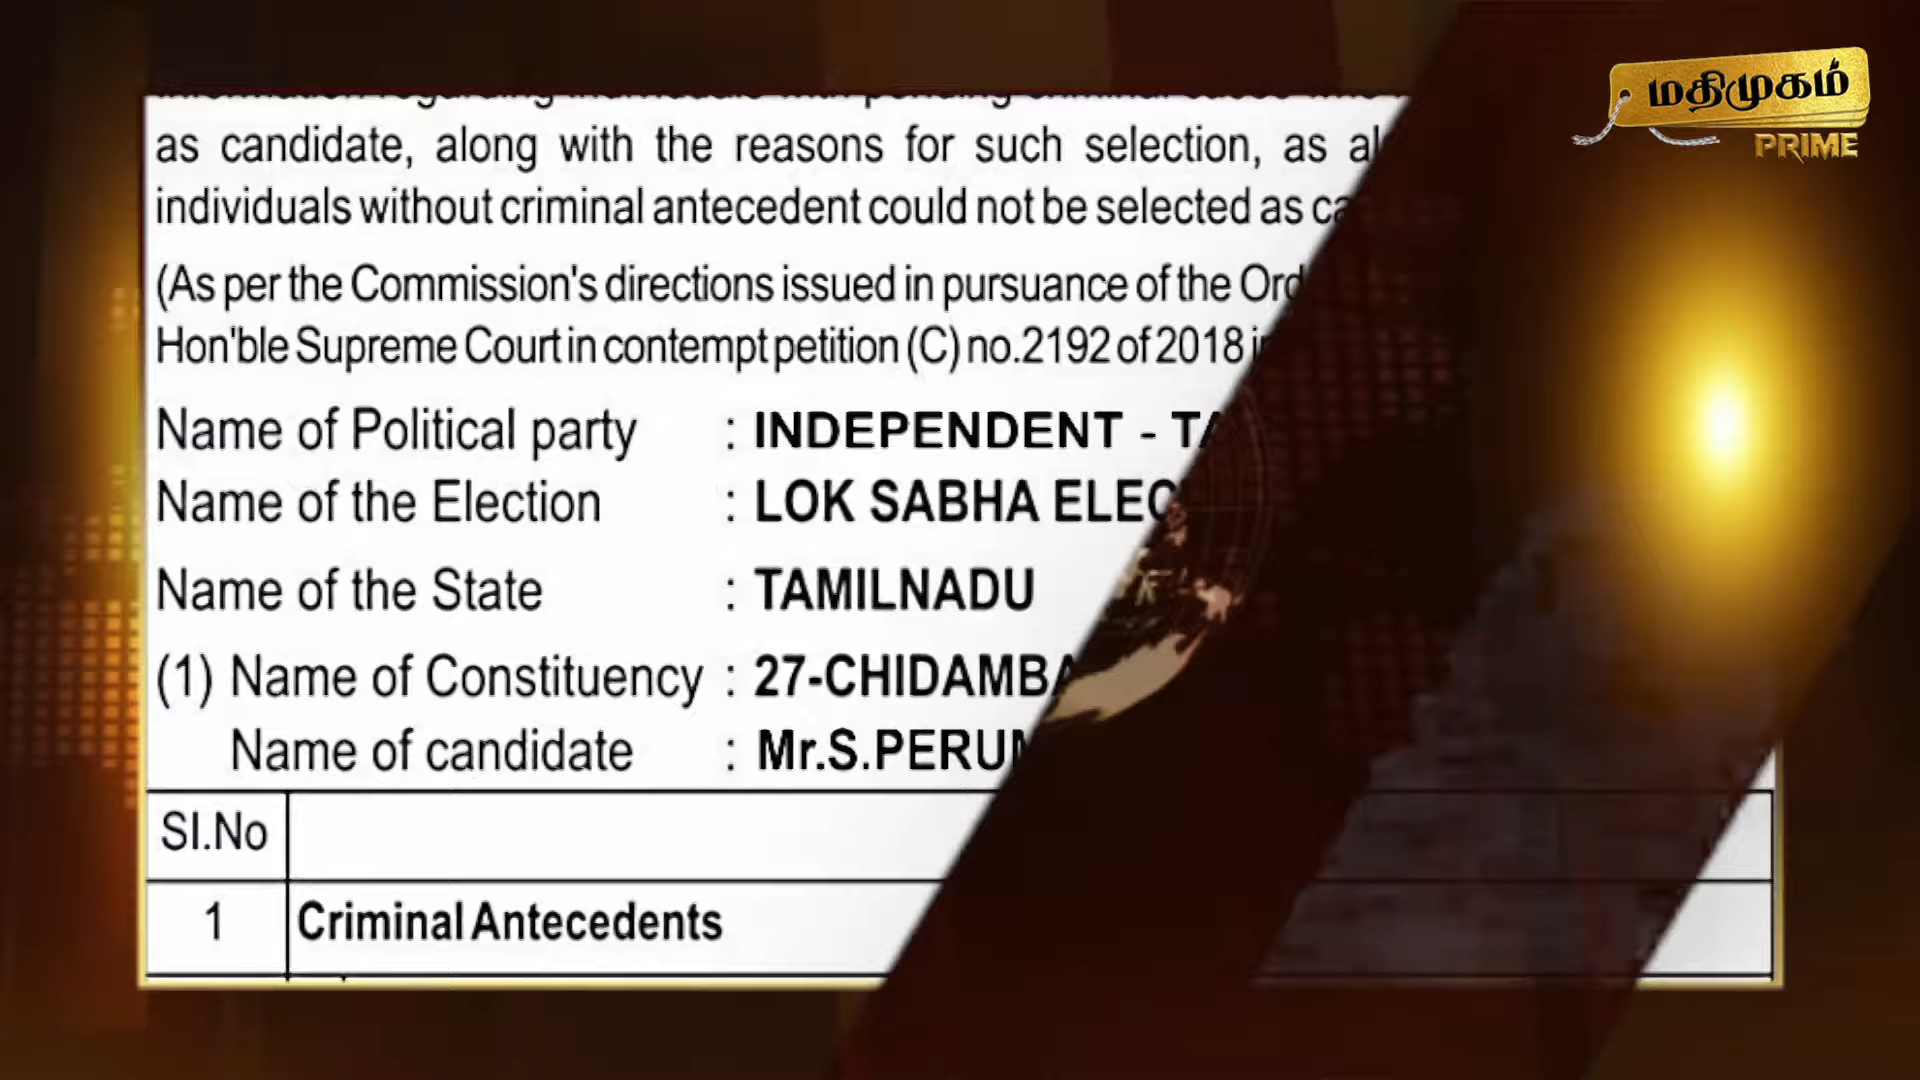 மதிமுகம்
PRIME
as candidate, along with the reasons for such selection, as
individuals without criminal antecedent could not be selected as
(As per the Commission's directions issued in pursuance of the
Hon'ble Supreme Court in contempt petition (C) no.2192 of 2018
Name of Political party : INDEPENDENT -
Name of the Election : LOK SABHA
Name of the State : TAMILNADU
(1) Name of Constituency :
Name of candidate :
Sl.No
1 Criminal Antecedents